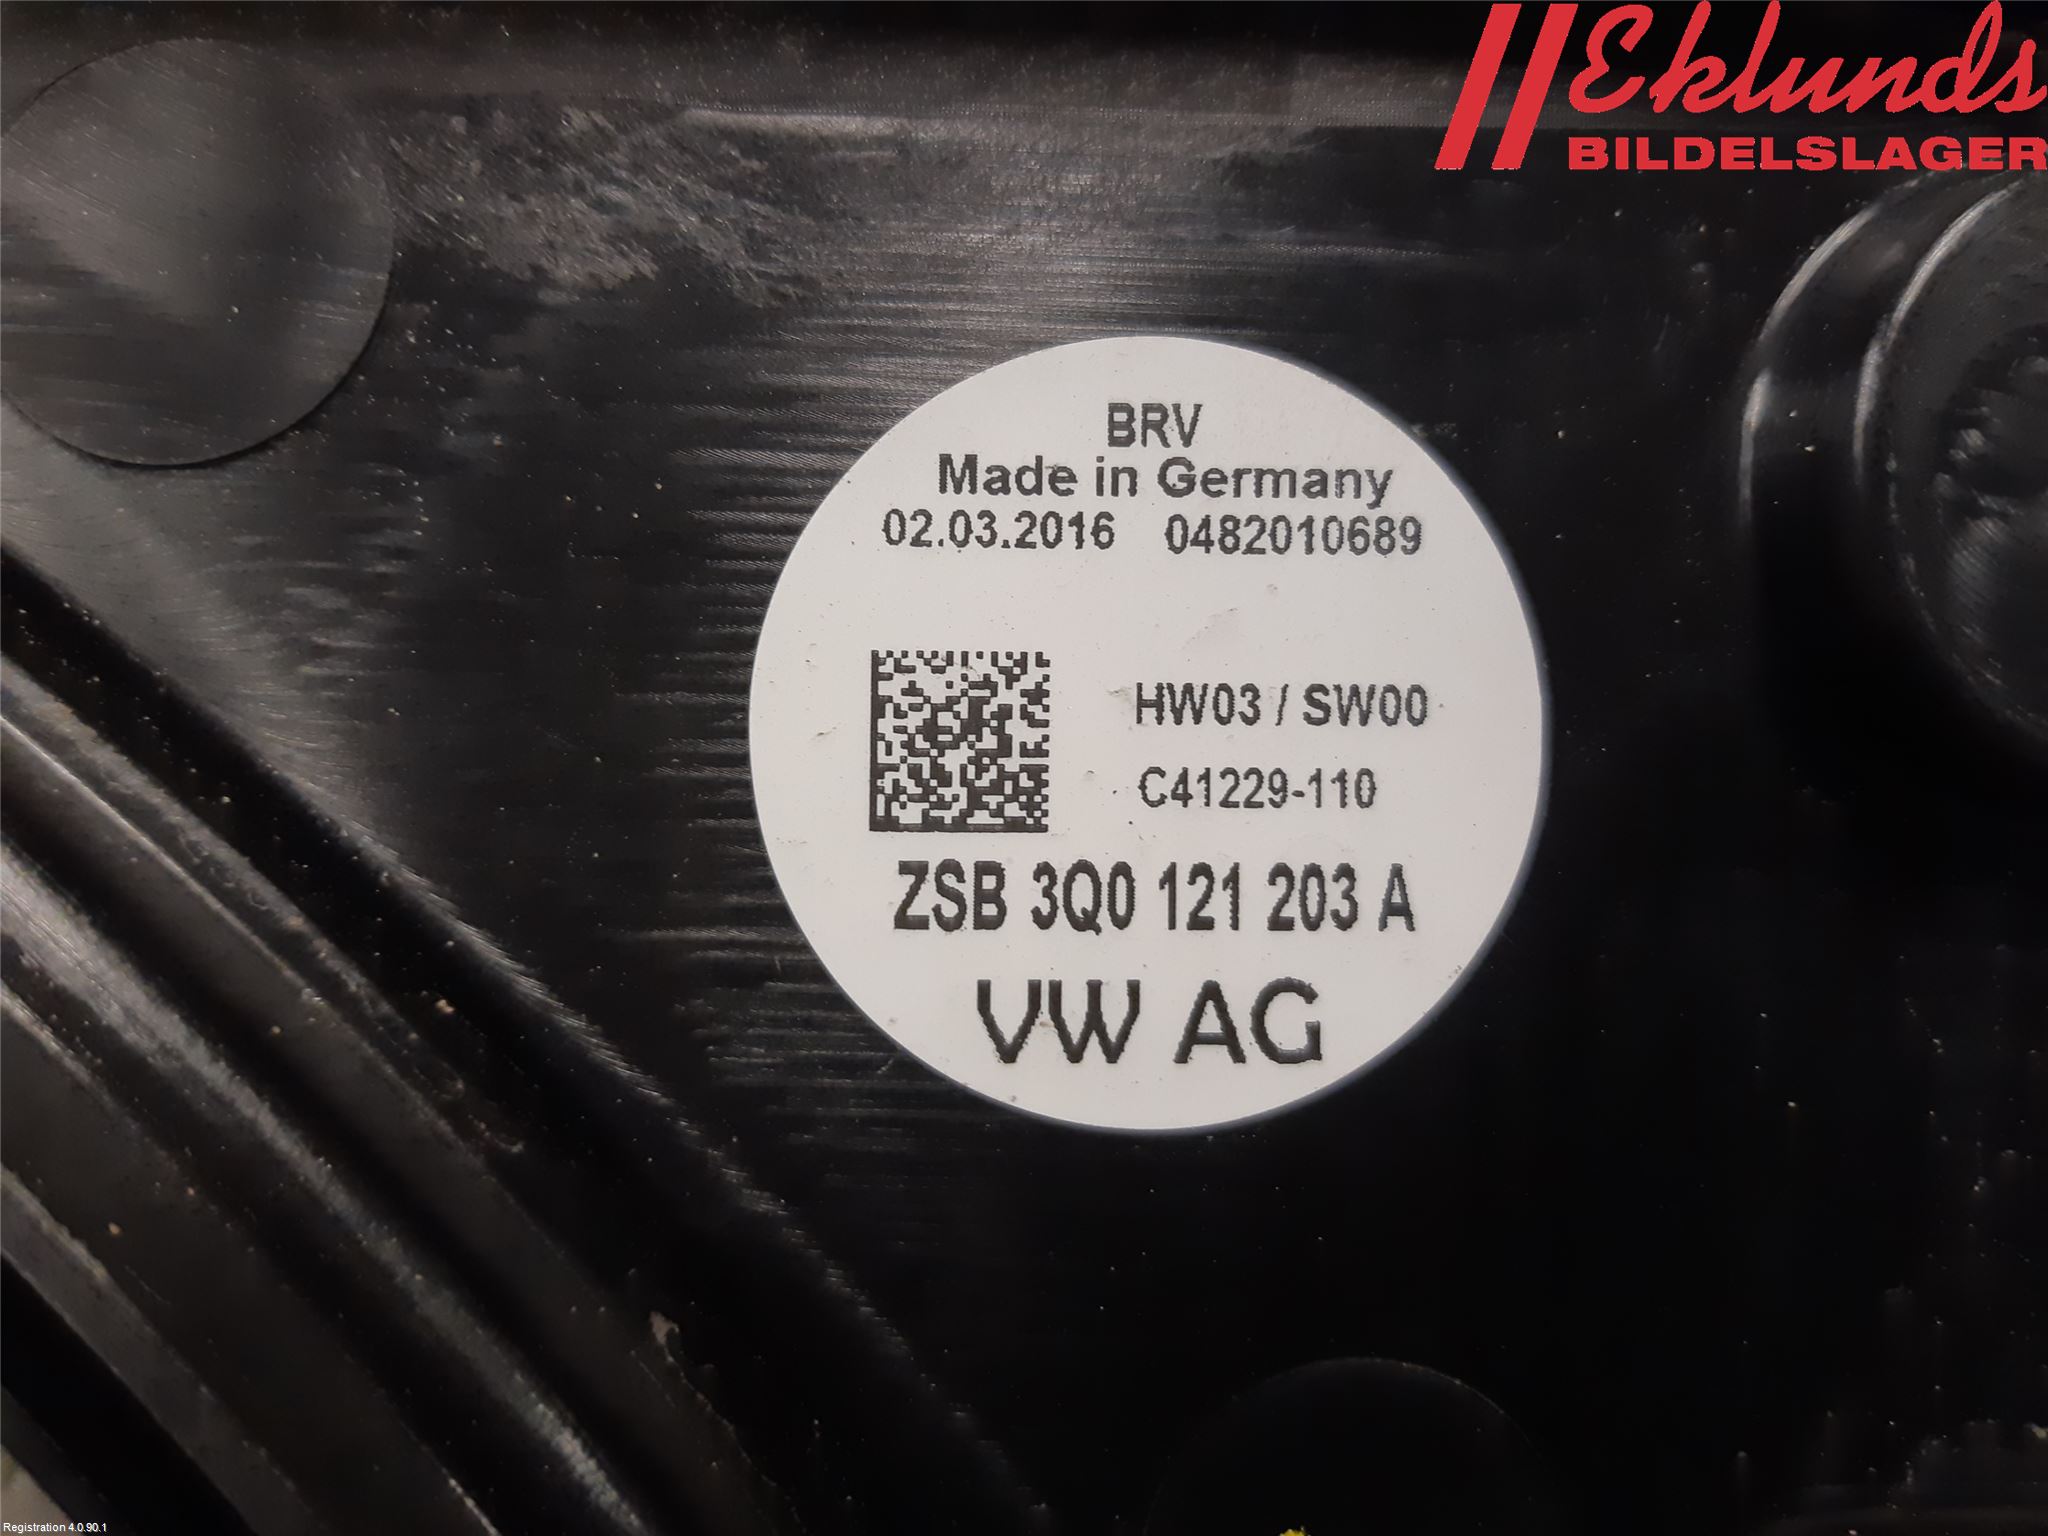 Eklunds
BILDELSLAGER
BRV
Made in Germany
02.03.2016 0482010689
HW03 / SW00
C41229-110
ZSB 3Q0 121 203 A
VW AG
Registration 4.0.90.1